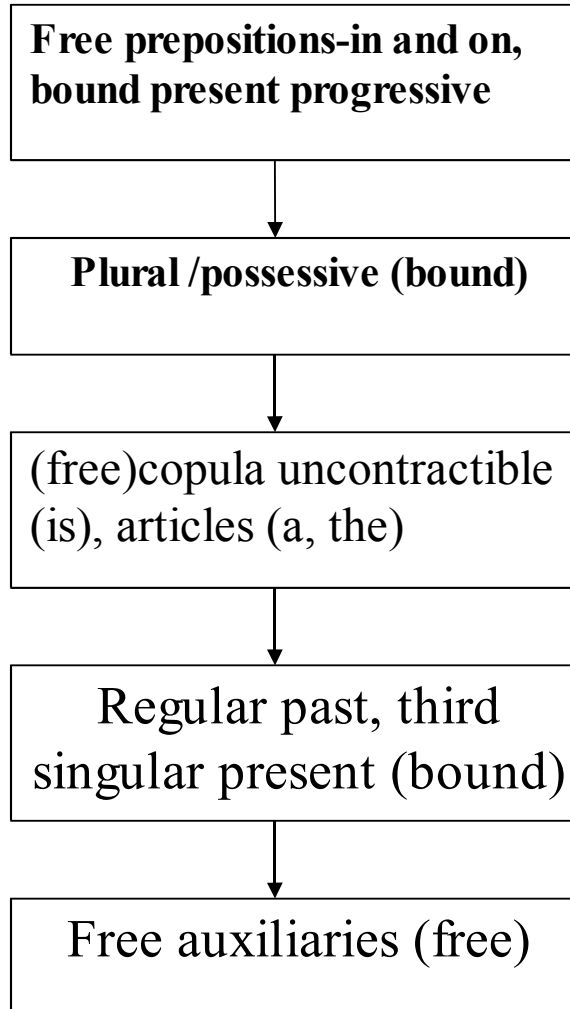 Free prepositions-in and on,
bound present progressive
Plural /possessive (bound)
(free)copula uncontractible
(is), articles (a, the)
Regular past, third
singular present (bound)
Free auxiliaries (free)